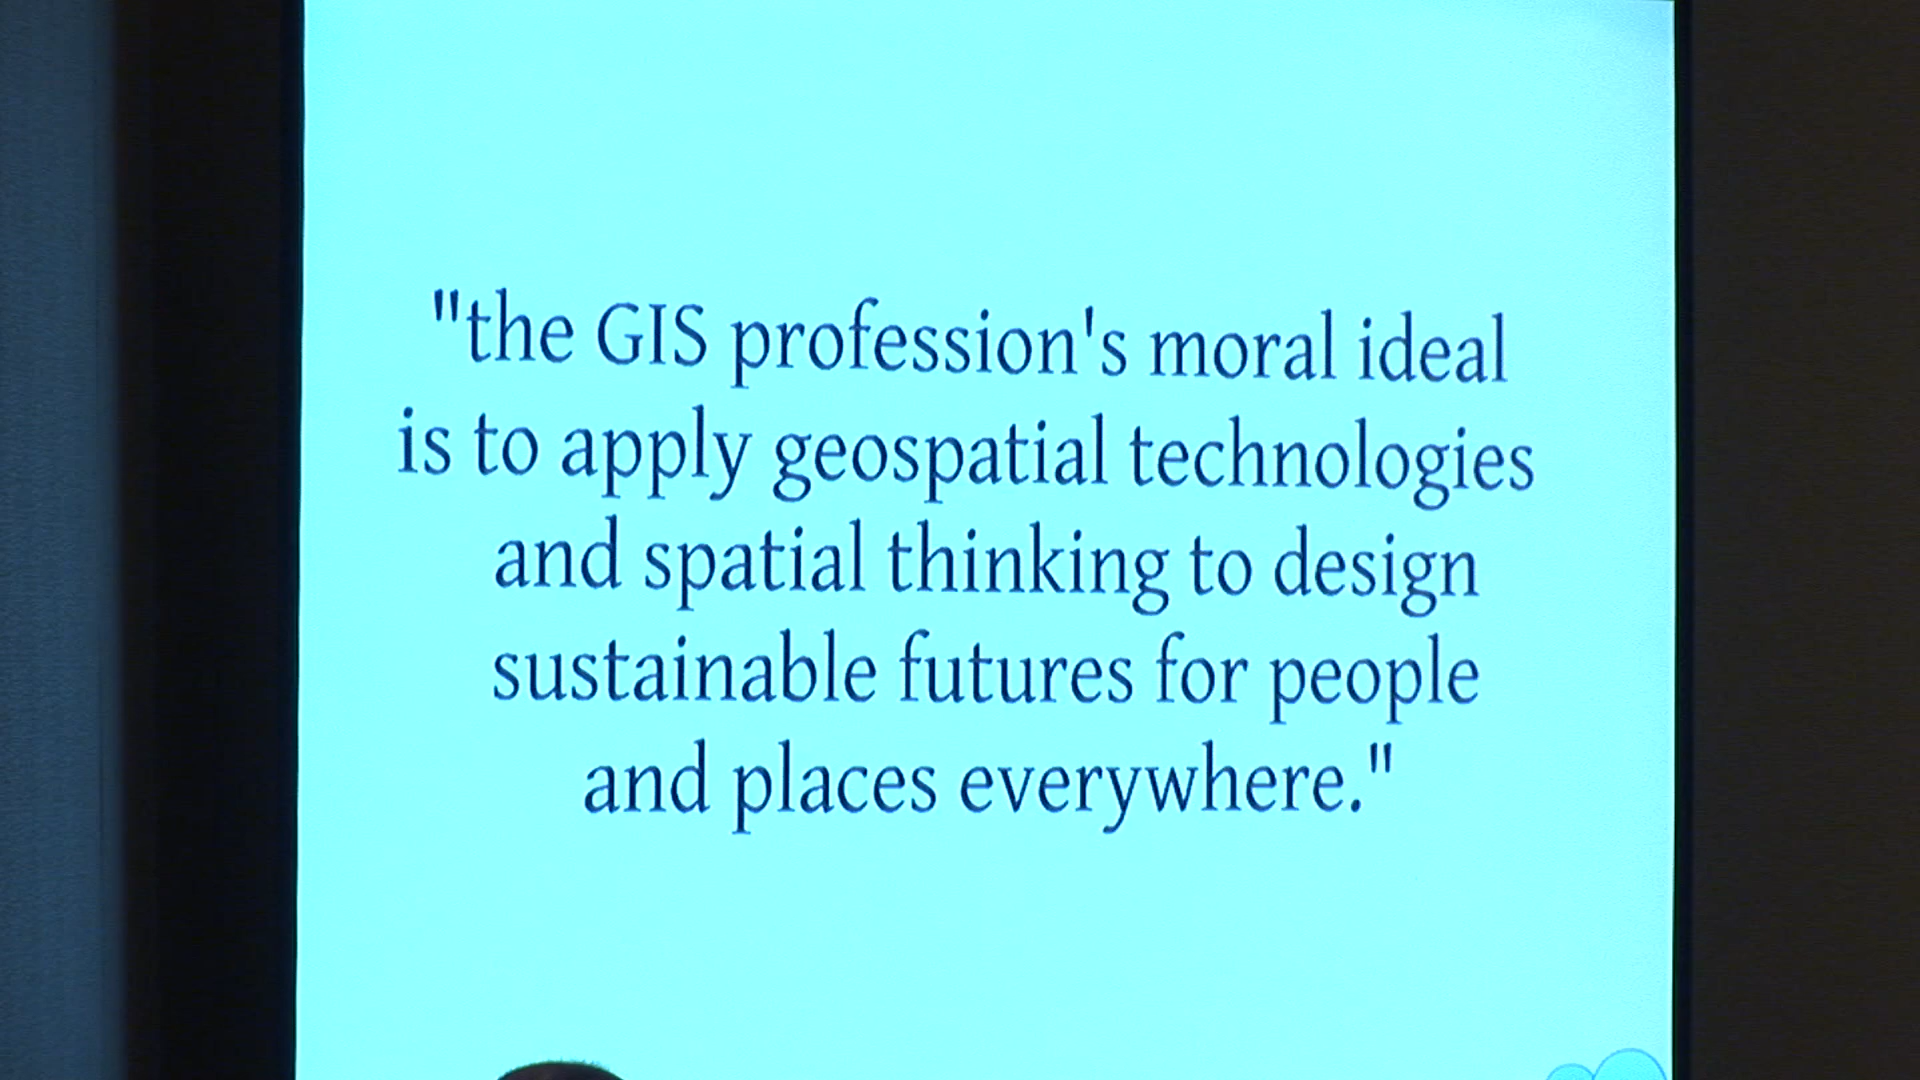 "the GIS profession's moral ideal
is to apply geospatial technologies
and spatial thinking to design
sustainable futures for people
and places everywhere."